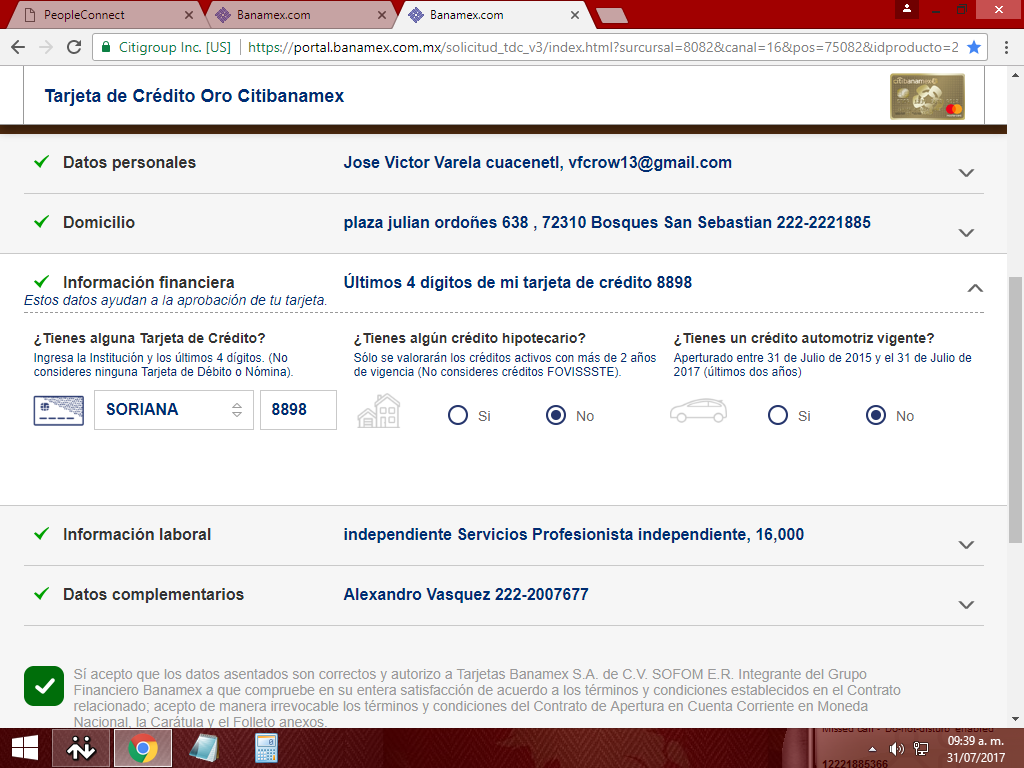 PeopleConnect
Banamex.com
Banamex.com
Citigroup Inc. [US]
https://portal.banamex.com.mx/solicitud_tdc_v3/index.html?surcursal=8082&canal=16&pos=75082&idproducto=2
Tarjeta de Crédito Oro Citibanamex
citibanamex
Datos personales
Jose Victor Varela cuacenetl, vfcrow13@gmail.com
Domicilio
plaza julian ordoñes 638 , 72310 Bosques San Sebastian 222-2221885
Información financiera
Últimos 4 dígitos de mi tarjeta de crédito 8898
Estos datos ayudan a la aprobación de tu tarjeta.
¿Tienes alguna Tarjeta de Crédito?
Ingresa la Institución y los últimos 4 dígitos. (No
consideres ninguna Tarjeta de Débito o Nómina).
SORIANA
8898
¿Tienes algún crédito hipotecario?
Sólo se valorarán los créditos activos con más de 2 años
de vigencia (No consideres créditos FOVISSSTE).
Si
No
¿Tienes un crédito automotriz vigente?
Aperturado entre 31 de Julio de 2015 y el 31 de Julio de
2017 (últimos dos años)
Si
No
Información laboral
independiente Servicios Profesionista independiente, 16,000
Datos complementarios
Alexandro Vasquez 222-2007677
Sí acepto que los datos asentados son correctos y autorizo a Tarjetas Banamex S.A. de C.V. SOFOM E.R. Integrante del Grupo
Financiero Banamex a que compruebe en su entera satisfacción de acuerdo a los términos y condiciones establecidos en el Contrato
relacionado; acepto de manera irrevocable los términos y condiciones del Contrato de Apertura en Cuenta Corriente en Moneda
Nacional, la Carátula y el Folleto anexos.
Missed call - Do-not-disturb enabled
12221885366
09:39 a. m.
31/07/2017